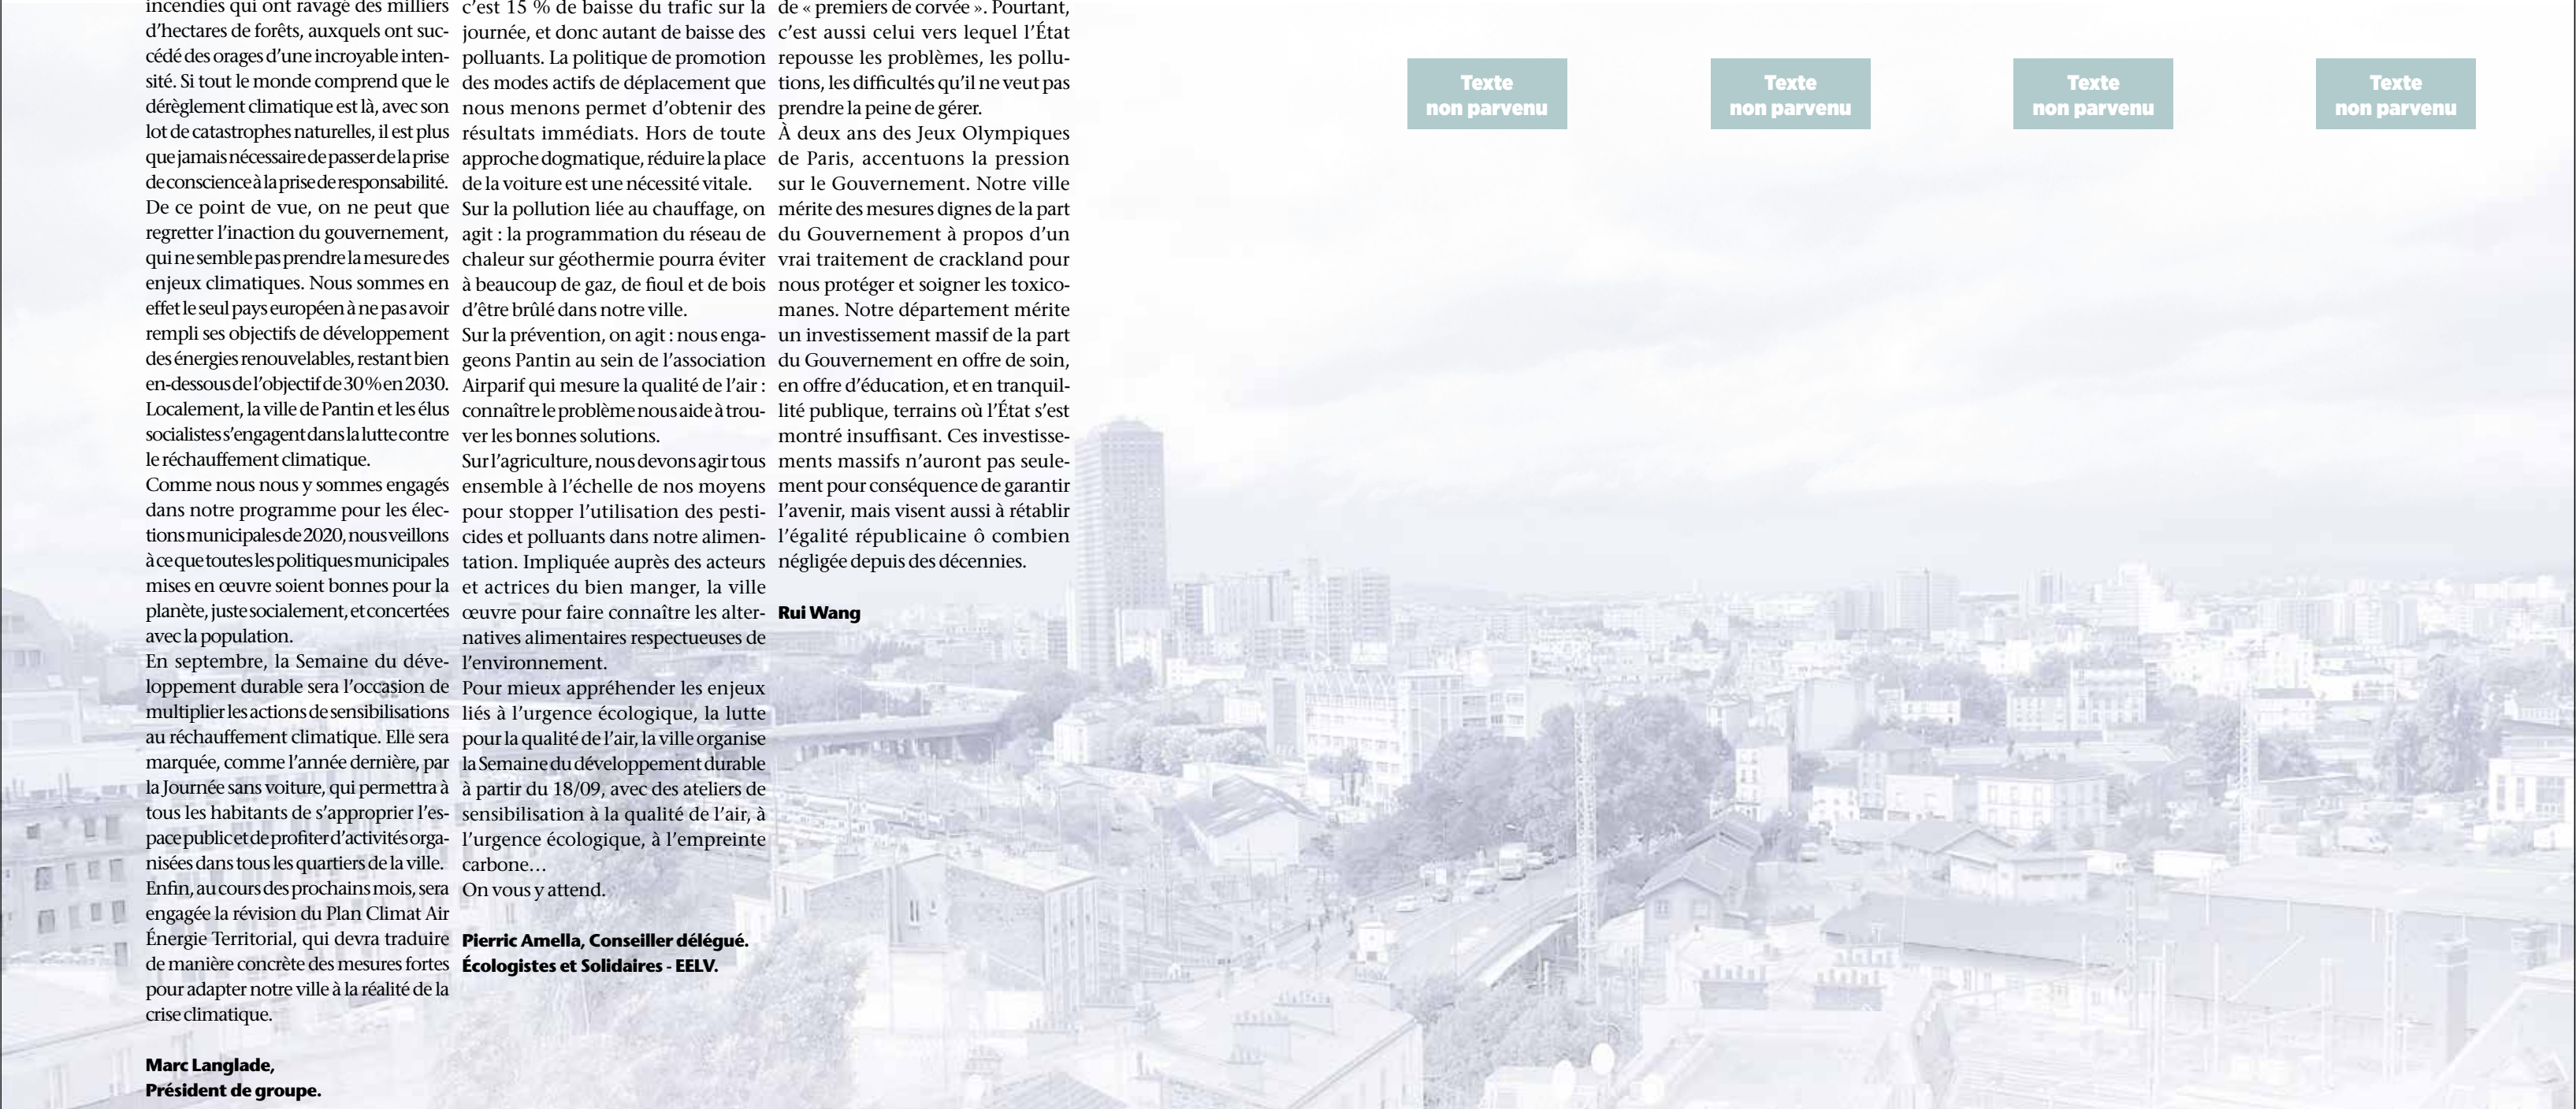 incendies qui ont ravagé des milliers
d’hectares de forêts, auxquels ont suc-
cédé des orages d’une incroyable inten-
sité. Si tout le monde comprend que le
dérèglement climatique est là, avec son
lot de catastrophes naturelles, il est plus
que jamais nécessaire de passer de la prise
de conscience à la prise de responsabilité.
De ce point de vue, on ne peut que
regretter l’inaction du gouvernement,
qui ne semble pas prendre la mesure des
enjeux climatiques. Nous sommes en
effet le seul pays européen à ne pas avoir
rempli ses objectifs de développement
des énergies renouvelables, restant bien
en-dessous de l’objectif de 30 % en 2030.
Localement, la ville de Pantin et les élus
socialistes s’engagent dans la lutte contre
le réchauffement climatique.
Comme nous nous y sommes engagés
dans notre programme pour les élec-
tions municipales de 2020, nous veillons
à ce que toutes les politiques municipales
mises en œuvre soient bonnes pour la
planète, juste socialement, et concertées
avec la population.
En septembre, la Semaine du déve-
loppement durable sera l’occasion de
multiplier les actions de sensibilisations
au réchauffement climatique. Elle sera
marquée, comme l’année dernière, par
la Journée sans voiture, qui permettra à
tous les habitants de s’approprier l’es-
pace public et de profiter d’activités orga-
nisées dans tous les quartiers de la ville.
Enfin, au cours des prochains mois, sera
engagée la révision du Plan Climat Air
Énergie Territorial, qui devra traduire
de manière concrète des mesures fortes
pour adapter notre ville à la réalité de la
crise climatique.
Marc Langlade,
Président de groupe.
c’est 15 % de baisse du trafic sur la
journée, et donc autant de baisse des
polluants. La politique de promotion
des modes actifs de déplacement que
nous menons permet d’obtenir des
résultats immédiats. Hors de toute
approche dogmatique, réduire la place
de la voiture est une nécessité vitale.
Sur la pollution liée au chauffage, on
agit : la programmation du réseau de
chaleur sur géothermie pourra éviter
à beaucoup de gaz, de fioul et de bois
d’être brûlé dans notre ville.
Sur la prévention, on agit : nous enga-
geons Pantin au sein de l’association
Airparif qui mesure la qualité de l’air :
connaître le problème nous aide à trou-
ver les bonnes solutions.
Sur l’agriculture, nous devons agir tous
ensemble à l’échelle de nos moyens
pour stopper l’utilisation des pesti-
cides et polluants dans notre alimen-
tation. Impliquée auprès des acteurs
et actrices du bien manger, la ville
œuvre pour faire connaître les alter-
natives alimentaires respectueuses de
l’environnement.
Pour mieux appréhender les enjeux
liés à l’urgence écologique, la lutte
pour la qualité de l’air, la ville organise
la Semaine du développement durable
à partir du 18/09, avec des ateliers de
sensibilisation à la qualité de l’air, à
l’urgence écologique, à l’empreinte
carbone…
On vous y attend.
Pierric Amella, Conseiller délégué.
Écologistes et Solidaires - EELV.
de « premiers de corvée ». Pourtant,
c’est aussi celui vers lequel l’État
repousse les problèmes, les pollu-
tions, les difficultés qu’il ne veut pas
prendre la peine de gérer.
À deux ans des Jeux Olympiques
de Paris, accentuons la pression
sur le Gouvernement. Notre ville
mérite des mesures dignes de la part
du Gouvernement à propos d’un
vrai traitement de crackland pour
nous protéger et soigner les toxico-
manes. Notre département mérite
un investissement massif de la part
du Gouvernement en offre de soin,
en offre d’éducation, et en tranquil-
lité publique, terrains où l’État s’est
montré insuffisant. Ces investisse-
ments massifs n’auront pas seule-
ment pour conséquence de garantir
l’avenir, mais visent aussi à rétablir
l’égalité républicaine ô combien
négligée depuis des décennies.
Rui Wang
Texte
non parvenu
Texte
non parvenu
Texte
non parvenu
Texte
non parvenu